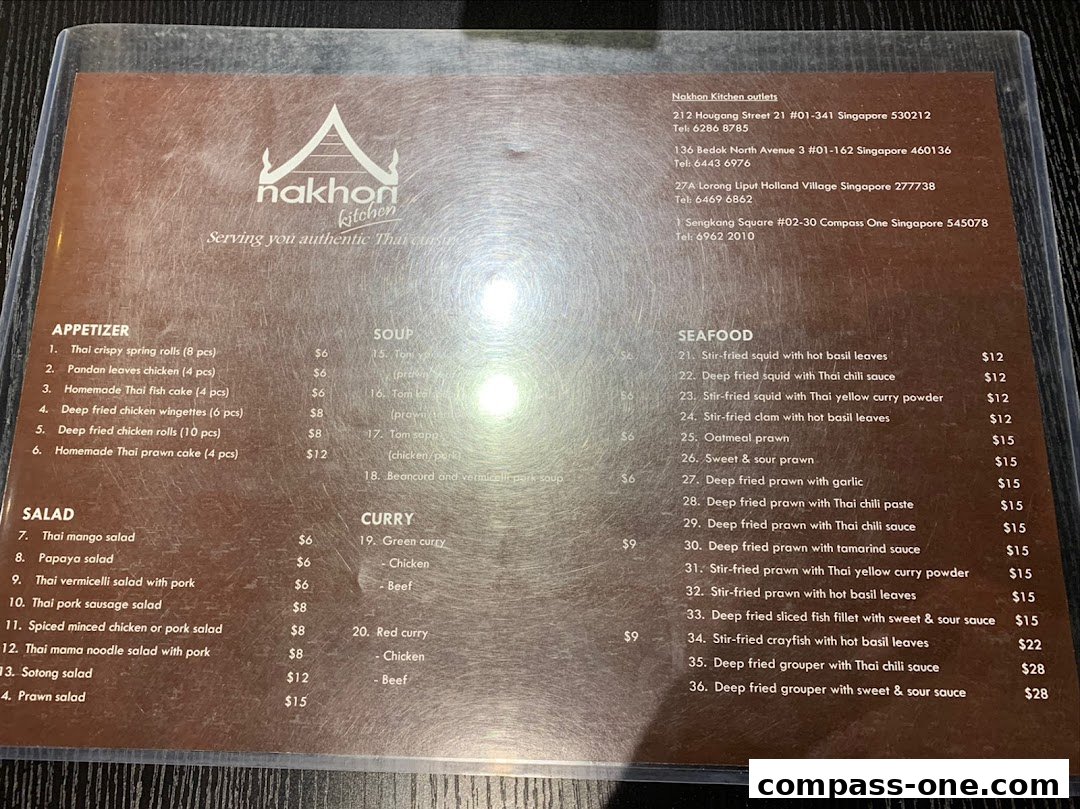 nakhon
kitchen
Serving you authentic Thai cuisine
Nakhon Kitchen outlets
212 Hougang Street 21 #01-341 Singapore 530212
Tel: 6286 8785
136 Bedok North Avenue 3 #01-162 Singapore 460136
Tel: 6443 6976
27A Lorong Liput Holland Village Singapore 277738
Tel: 6469 6862
1 Sengkang Square #02-30 Compass One Singapore 545078
Tel: 6962 2010
APPETIZER
1. Thai crispy spring rolls (8 pcs) $6
2. Pandan leaves chicken (4 pcs) $6
3. Homemade Thai fish cake (4 pcs) $6
4. Deep fried chicken wingettes (6 pcs) $8
5. Deep fried chicken rolls (10 pcs) $8
6. Homemade Thai prawn cake (4 pcs) $12
SALAD
7. Thai mango salad $6
8. Papaya salad $6
9. Thai vermicelli salad with pork $6
10. Thai pork sausage salad $8
11. Spiced minced chicken or pork salad $8
12. Thai mama noodle salad with pork $8
13. Sotong salad $12
4. Prawn salad $15
SOUP
15. Tom $6
(prawn
16. Tom $6
(prawn
17. Tom $6
(chicken/pork)
18. Beancurd and vermicelli pork soup $6
CURRY
19. Green curry $9
- Chicken
- Beef
20. Red curry $9
- Chicken
- Beef
SEAFOOD
21. Stir-fried squid with hot basil leaves $12
22. Deep fried squid with Thai chili sauce $12
23. Stir-fried squid with Thai yellow curry powder $12
24. Stir-fried clam with hot basil leaves $12
25. Oatmeal prawn $15
26. Sweet & sour prawn $15
27. Deep fried prawn with garlic $15
28. Deep fried prawn with Thai chili paste $15
29. Deep fried prawn with Thai chili sauce $15
30. Deep fried prawn with tamarind sauce $15
31. Stir-fried prawn with Thai yellow curry powder $15
32. Stir-fried prawn with hot basil leaves $15
33. Deep fried sliced fish fillet with sweet & sour sauce $15
34. Stir-fried crayfish with hot basil leaves $22
35. Deep fried grouper with Thai chili sauce $28
36. Deep fried grouper with sweet & sour sauce $28
compass-one.com